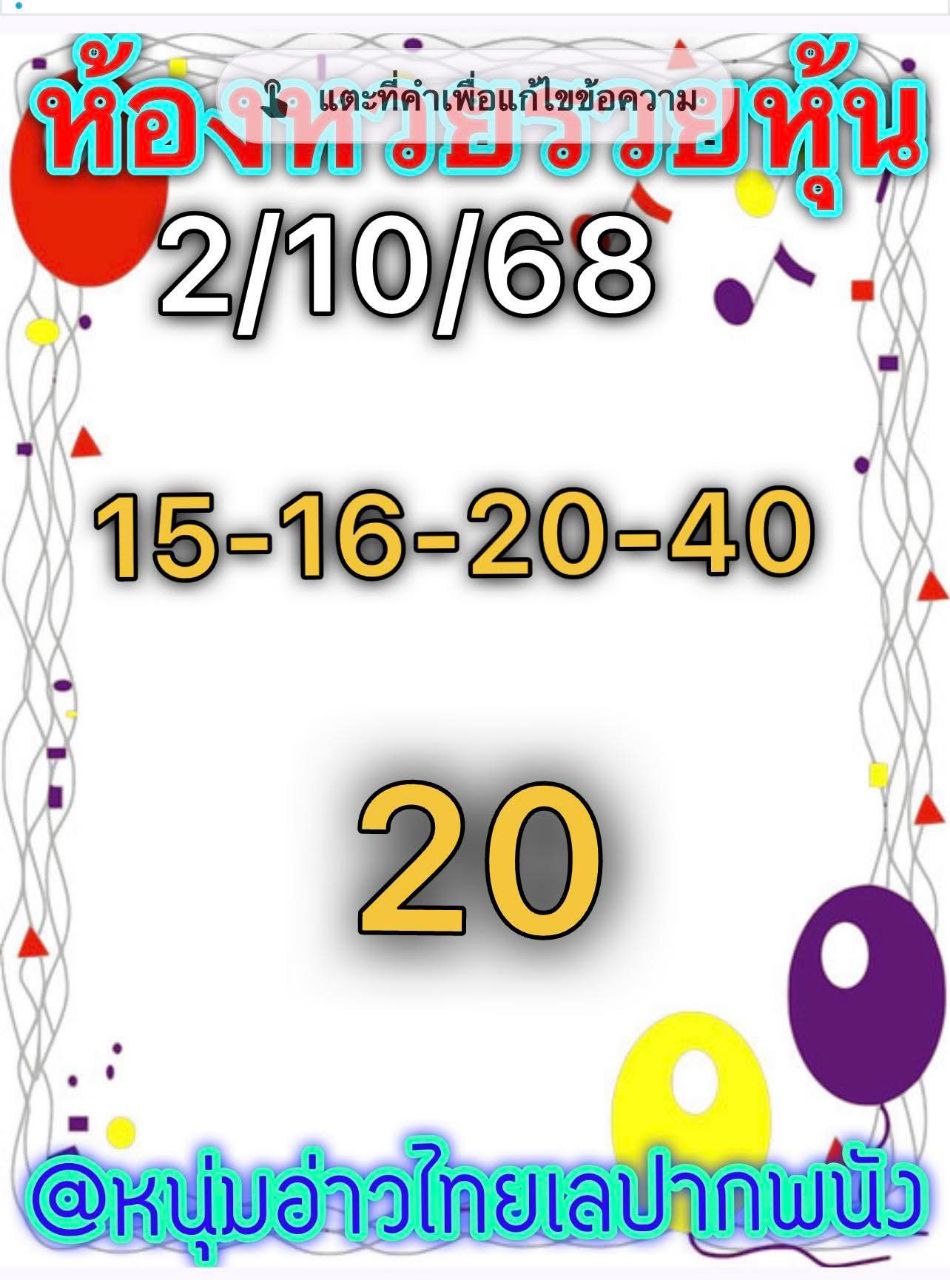 ห้องหวยรวยหุ้น
แตะที่คำเพื่อแก้ไขข้อความ
2/10/68
15-16-20-40
20
@หนุ่มอ่าวไทยเลปากพนัง